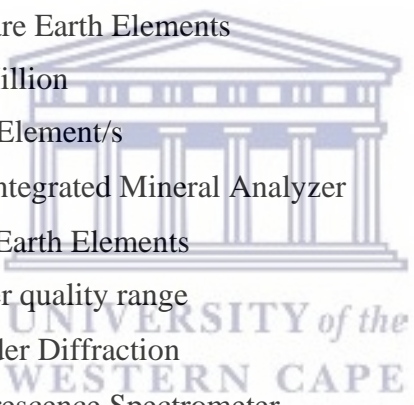 are Earth Elements
illion
Element/s
ntegrated Mineral Analyzer
Earth Elements
r quality range
UNIVERSITY of the
der Diffraction
WESTERN CAPE
rescence Spectrometer